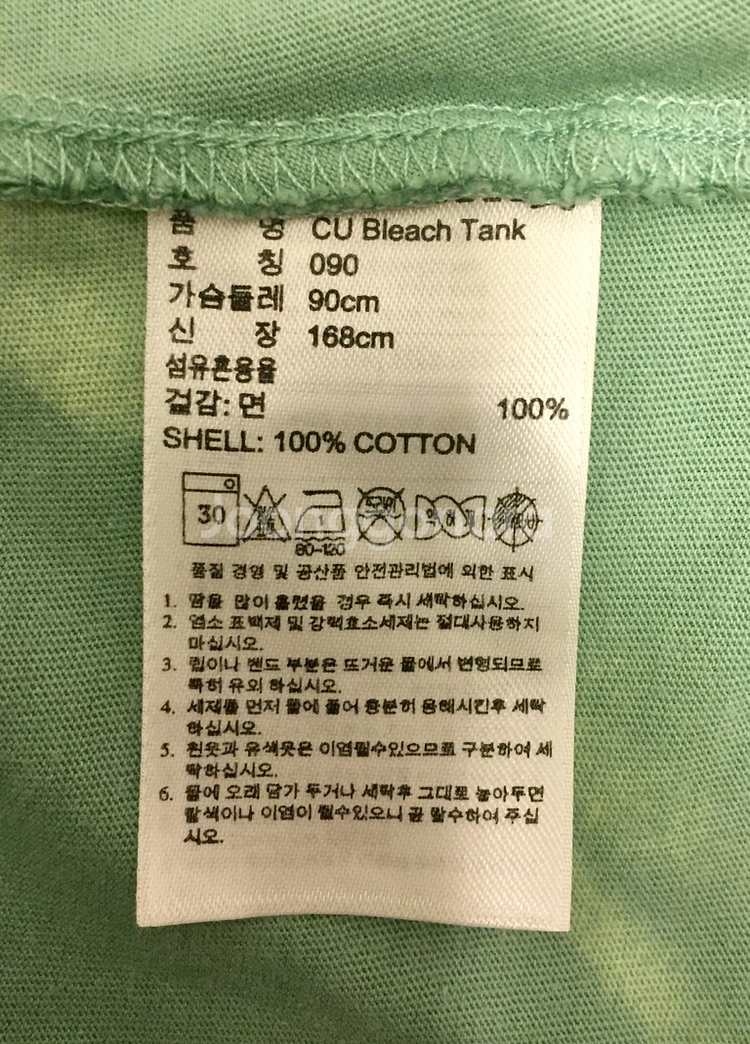 품 명 CU Bleach Tank
호 칭 090
가슴둘레 90cm
신 장 168cm
섬유혼용율
겉감: 면 100%
SHELL: 100% COTTON
30 1
80-120
품질 경영 및 공산품 안전관리법에 의한 표시
1. 땀을 많이 흘렸을 경우 즉시 세탁하십시오.
2. 염소 표백제 및 강력효소세제는 절대사용하지
마십시오.
3. 립이나 밴드 부분은 뜨거운 물에서 변형되므로
특히 유의 하십시오.
4. 세제를 먼저 물에 풀어 충분히 용해시킨후 세탁
하십시오.
5. 흰옷과 유색옷은 이염될수있으므로 구분하여 세
탁하십시오.
6. 물에 오래 담가 두거나 세탁후 그대로 놓아두면
탈색이나 이염이 될수있으니 곧 탈수하여 주십
시오.